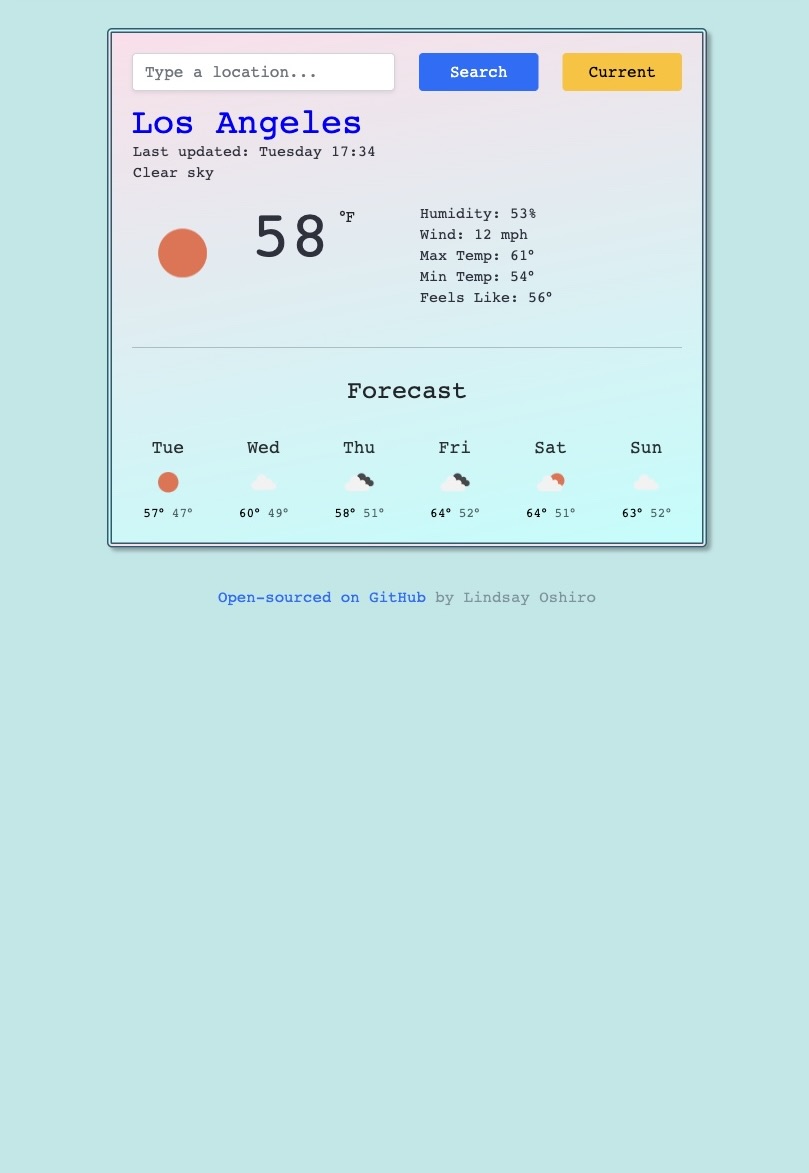 Type a location...
Search
Current
Los Angeles
Last updated: Tuesday 17:34
Clear sky
58 °F
Humidity: 53%
Wind: 12 mph
Max Temp: 61°
Min Temp: 54°
Feels Like: 56°
Forecast
Tue Wed Thu Fri Sat Sun
57° 47° 60° 49° 58° 51° 64° 52° 64° 51° 63° 52°
Open-sourced on GitHub by Lindsay Oshiro